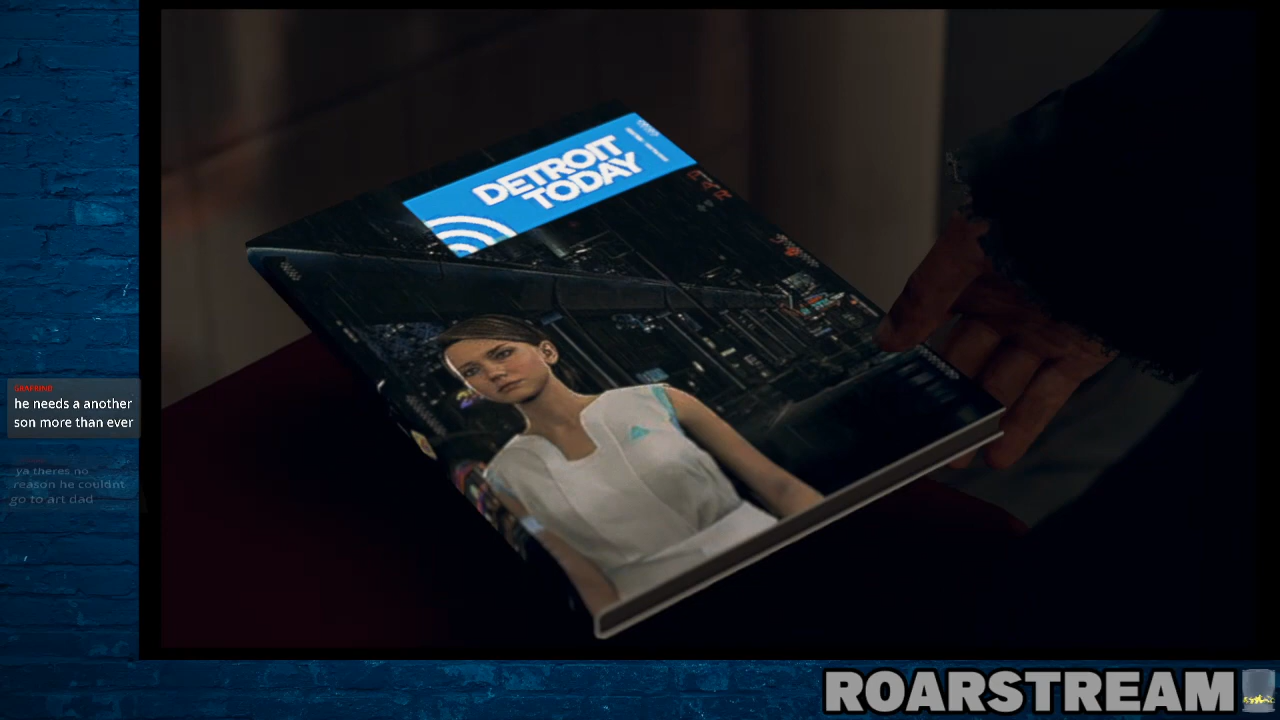 DETROIT
TODAY
he needs a another
son more than ever
ya theres no
reason he couldnt
go to art dad
ROARSTREAM